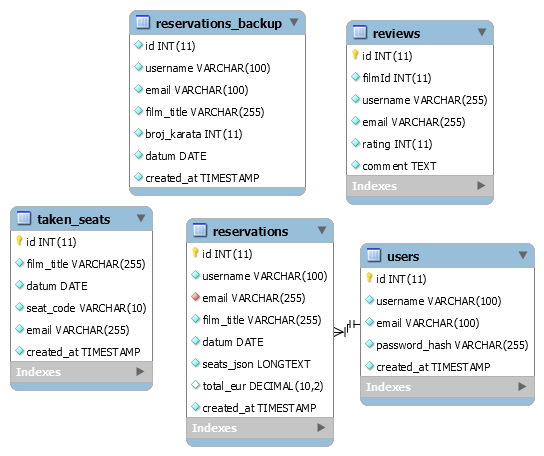 reservations_backup
id INT(11)
username VARCHAR(100)
email VARCHAR(100)
film_title VARCHAR(255)
broj_karata INT(11)
datum DATE
created_at TIMESTAMP
reviews
id INT(11)
filmId INT(11)
username VARCHAR(255)
email VARCHAR(255)
rating INT(11)
comment TEXT
Indexes
taken_seats
id INT(11)
film_title VARCHAR(255)
datum DATE
seat_code VARCHAR(10)
email VARCHAR(255)
created_at TIMESTAMP
Indexes
reservations
id INT(11)
username VARCHAR(100)
email VARCHAR(255)
film_title VARCHAR(255)
datum DATE
seats_json LONGTEXT
total_eur DECIMAL(10,2)
created_at TIMESTAMP
Indexes
users
id INT(11)
username VARCHAR(100)
email VARCHAR(100)
password_hash VARCHAR(255)
created_at TIMESTAMP
Indexes